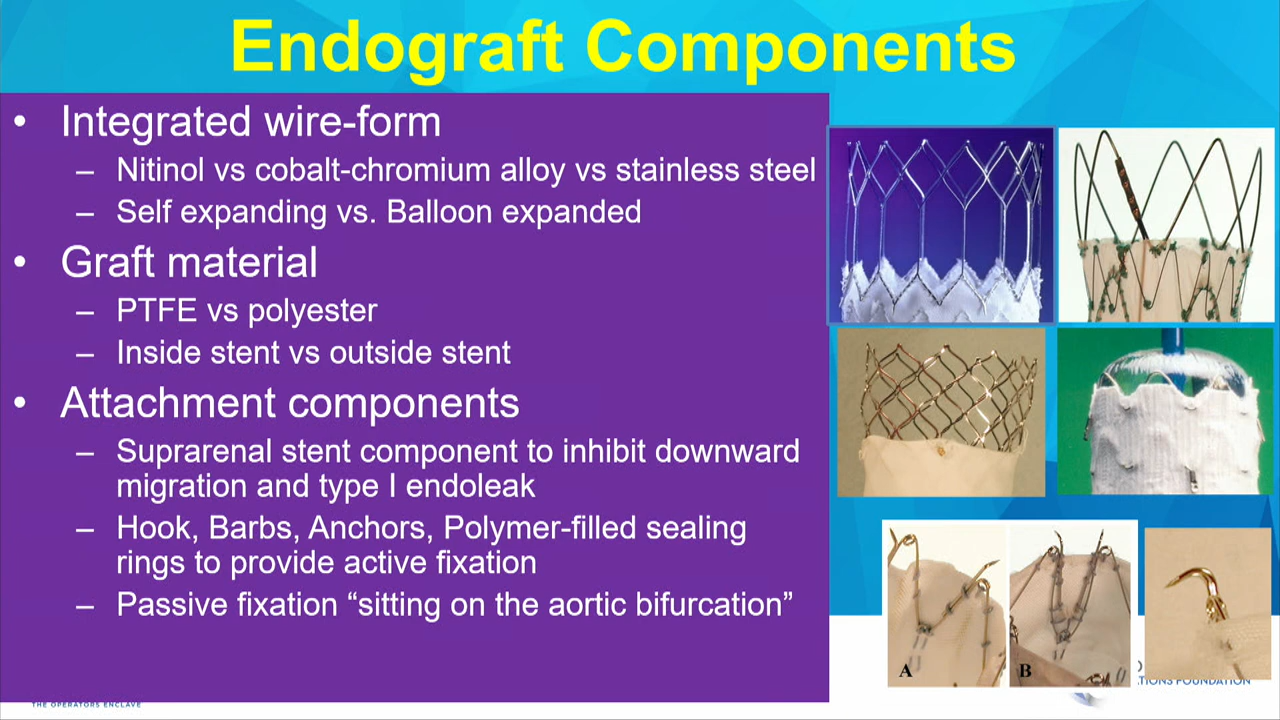 Endograft Components
• Integrated wire-form
– Nitinol vs cobalt-chromium alloy vs stainless steel
– Self expanding vs. Balloon expanded
• Graft material
– PTFE vs polyester
– Inside stent vs outside stent
• Attachment components
– Suprarenal stent component to inhibit downward
migration and type I endoleak
– Hook, Barbs, Anchors, Polymer-filled sealing
rings to provide active fixation
– Passive fixation “sitting on the aortic bifurcation”
A
B
FOUNDATION
THE OPERATORS ENCLAVE